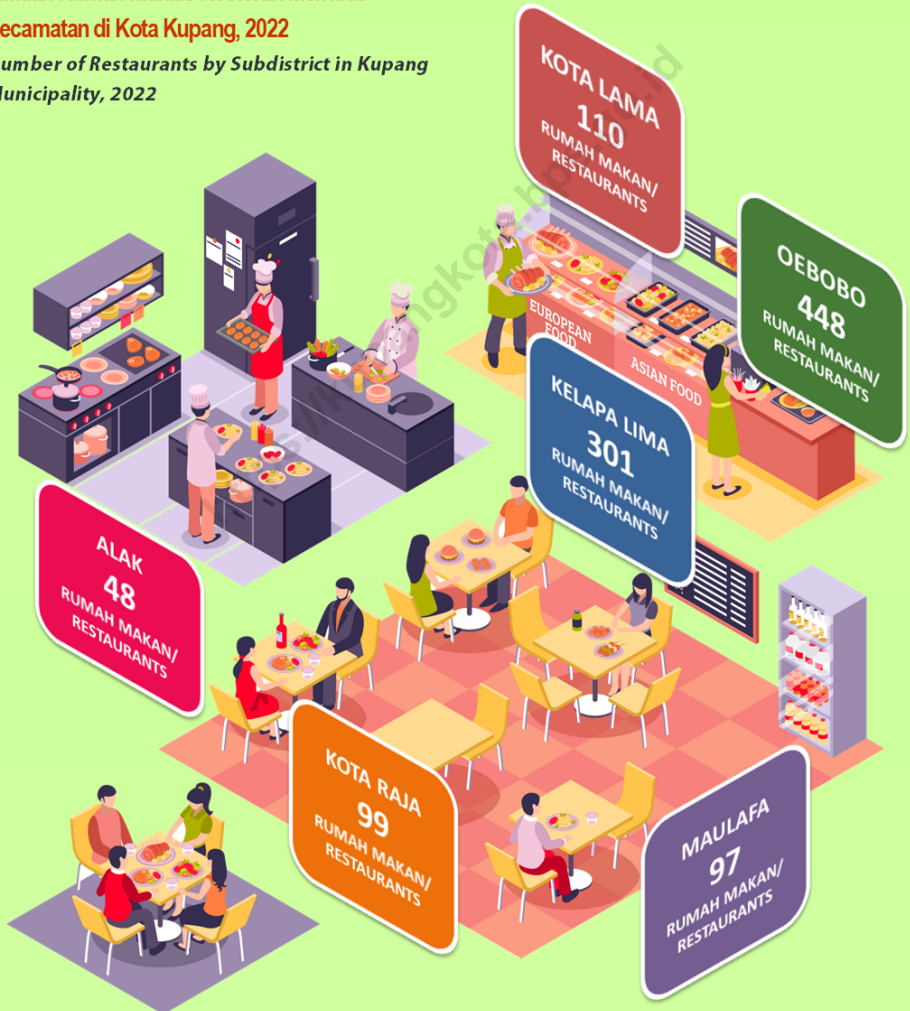 ecamatan di Kota Kupang, 2022
umber of Restaurants by Subdistrict in Kupang
unicipality, 2022
KOTA LAMA
110
RUMAH MAKAN/
RESTAURANTS
OEBOBO
448
RUMAH MAKAN/
RESTAURANTS
EUROPEAN
FOOD
ASIAN FOOD
KELAPA LIMA
301
RUMAH MAKAN/
RESTAURANTS
ALAK
48
RUMAH MAKAN/
RESTAURANTS
KOTA RAJA
99
RUMAH MAKAN/
RESTAURANTS
MAULAFA
97
RUMAH MAKAN/
RESTAURANTS